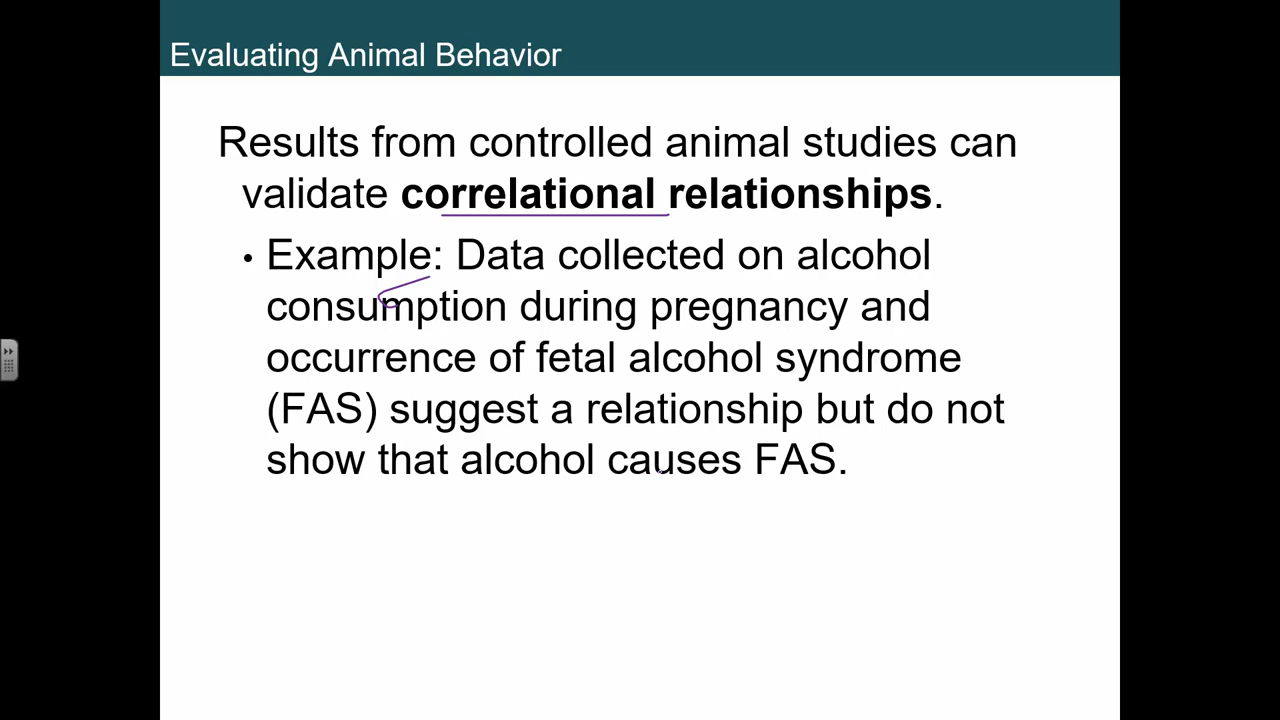 Evaluating Animal Behavior
Results from controlled animal studies can
validate correlational relationships.
• Example: Data collected on alcohol
consumption during pregnancy and
occurrence of fetal alcohol syndrome
(FAS) suggest a relationship but do not
show that alcohol causes FAS.